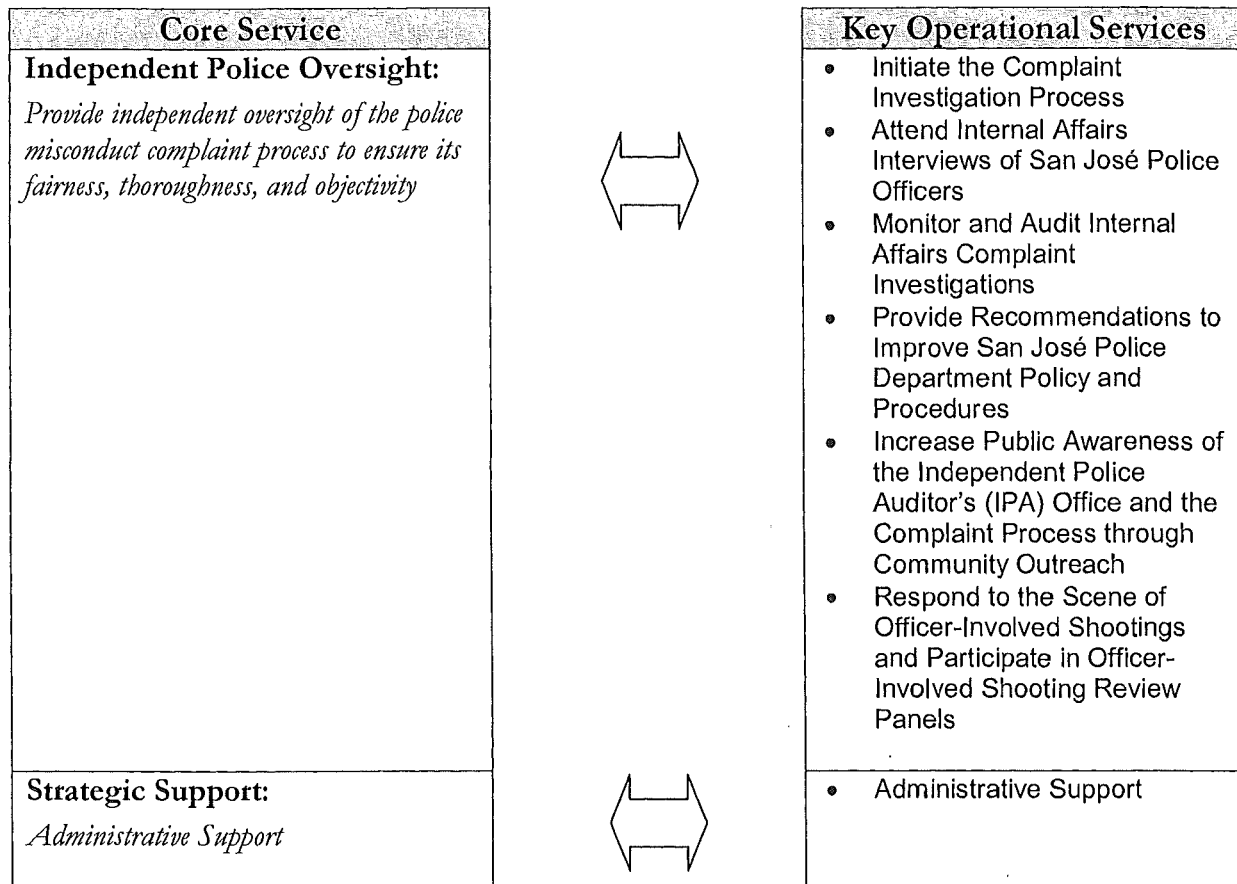 Core Service
Independent Police Oversight:
Provide independent oversight of the police
misconduct complaint process to ensure its
fairness, thoroughness, and objectivity
Key Operational Services
• Initiate the Complaint
Investigation Process
• Attend Internal Affairs
Interviews of San José Police
Officers
• Monitor and Audit Internal
Affairs Complaint
Investigations
• Provide Recommendations to
Improve San José Police
Department Policy and
Procedures
• Increase Public Awareness of
the Independent Police
Auditor's (IPA) Office and the
Complaint Process through
Community Outreach
• Respond to the Scene of
Officer-Involved Shootings
and Participate in Officer-
Involved Shooting Review
Panels
Strategic Support:
Administrative Support
• Administrative Support